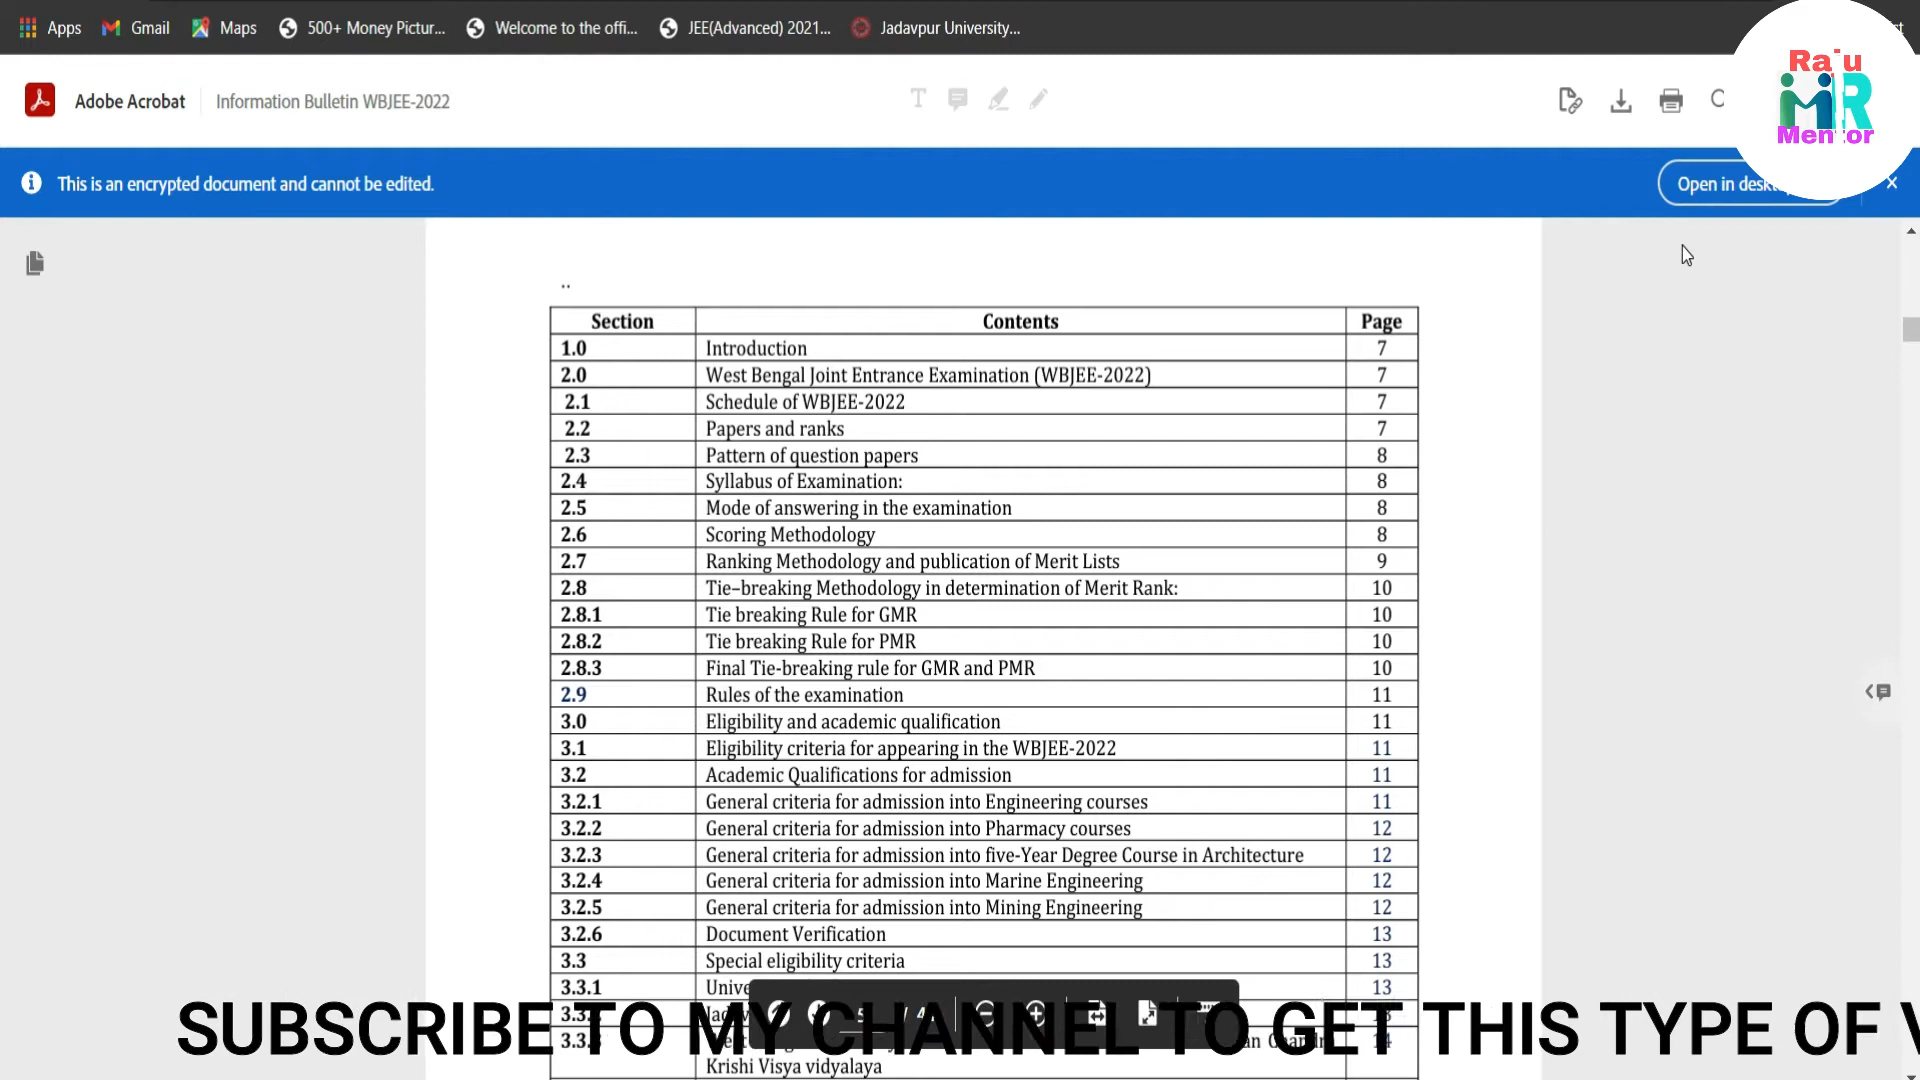 Apps Gmail Maps 500+ Money Pictur... Welcome to the offi... JEE(Advanced) 2021... Jadavpur University...
Raju
MR
Mentor
Adobe Acrobat Information Bulletin WBJEE-2022
This is an encrypted document and cannot be edited.
Open in
..
Section Contents Page
1.0 Introduction 7
2.0 West Bengal Joint Entrance Examination (WBJEE-2022) 7
2.1 Schedule of WBJEE-2022 7
2.2 Papers and ranks 7
2.3 Pattern of question papers 8
2.4 Syllabus of Examination: 8
2.5 Mode of answering in the examination 8
2.6 Scoring Methodology 8
2.7 Ranking Methodology and publication of Merit Lists 9
2.8 Tie–breaking Methodology in determination of Merit Rank: 10
2.8.1 Tie breaking Rule for GMR 10
2.8.2 Tie breaking Rule for PMR 10
2.8.3 Final Tie-breaking rule for GMR and PMR 10
2.9 Rules of the examination 11
3.0 Eligibility and academic qualification 11
3.1 Eligibility criteria for appearing in the WBJEE-2022 11
3.2 Academic Qualifications for admission 11
3.2.1 General criteria for admission into Engineering courses 11
3.2.2 General criteria for admission into Pharmacy courses 12
3.2.3 General criteria for admission into five-Year Degree Course in Architecture 12
3.2.4 General criteria for admission into Marine Engineering 12
3.2.5 General criteria for admission into Mining Engineering 12
3.2.6 Document Verification 13
3.3 Special eligibility criteria 13
3.3.1 13
SUBSCRIBE TO MY CHANNEL TO GET THIS TYPE OF
Krishi Visya vidyalaya